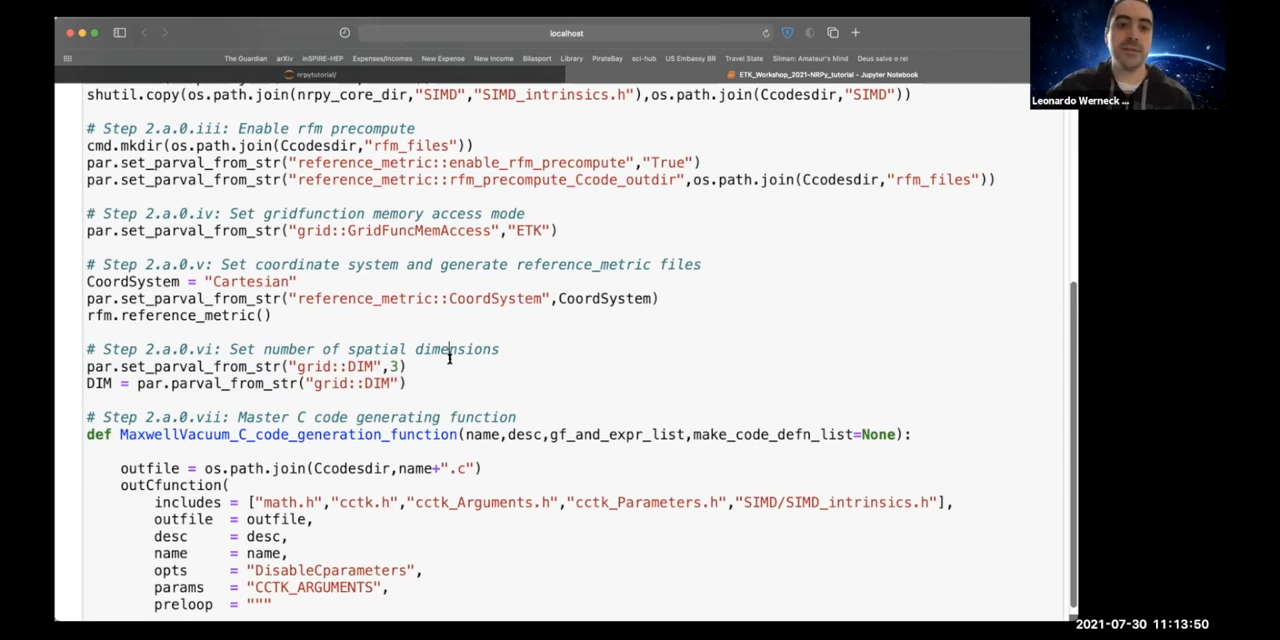 localhost
The Guardian arXiv iNSPIRE-HEP Expenses/Incomes New Expense New Income Bilasport Library PirateBay sci-hub US Embassy BR Travel State Silman: Amateur's Mind Deus salve o rei
nrpytutorial/ ETK_Workshop_2021-NRPy_tutorial - Jupyter Notebook
Leonardo Werneck ...
shutil.copy(os.path.join(nrpy_core_dir,"SIMD","SIMD_intrinsics.h"),os.path.join(Ccodesdir,"SIMD"))
# Step 2.a.0.iii: Enable rfm precompute
cmd.mkdir(os.path.join(Ccodesdir,"rfm_files"))
par.set_parval_from_str("reference_metric::enable_rfm_precompute","True")
par.set_parval_from_str("reference_metric::rfm_precompute_Ccode_outdir",os.path.join(Ccodesdir,"rfm_files"))
# Step 2.a.0.iv: Set gridfunction memory access mode
par.set_parval_from_str("grid::GridFuncMemAccess","ETK")
# Step 2.a.0.v: Set coordinate system and generate reference_metric files
CoordSystem = "Cartesian"
par.set_parval_from_str("reference_metric::CoordSystem",CoordSystem)
rfm.reference_metric()
# Step 2.a.0.vi: Set number of spatial dimensions
par.set_parval_from_str("grid::DIM",3)
DIM = par.parval_from_str("grid::DIM")
# Step 2.a.0.vii: Master C code generating function
def MaxwellVacuum_C_code_generation_function(name,desc,gf_and_expr_list,make_code_defn_list=None):
outfile = os.path.join(Ccodesdir,name+".c")
outCfunction(
includes = ["math.h","cctk.h","cctk_Arguments.h","cctk_Parameters.h","SIMD/SIMD_intrinsics.h"],
outfile = outfile,
desc = desc,
name = name,
opts = "DisableCparameters",
params = "CCTK_ARGUMENTS",
preloop = """
2021-07-30 11:13:50